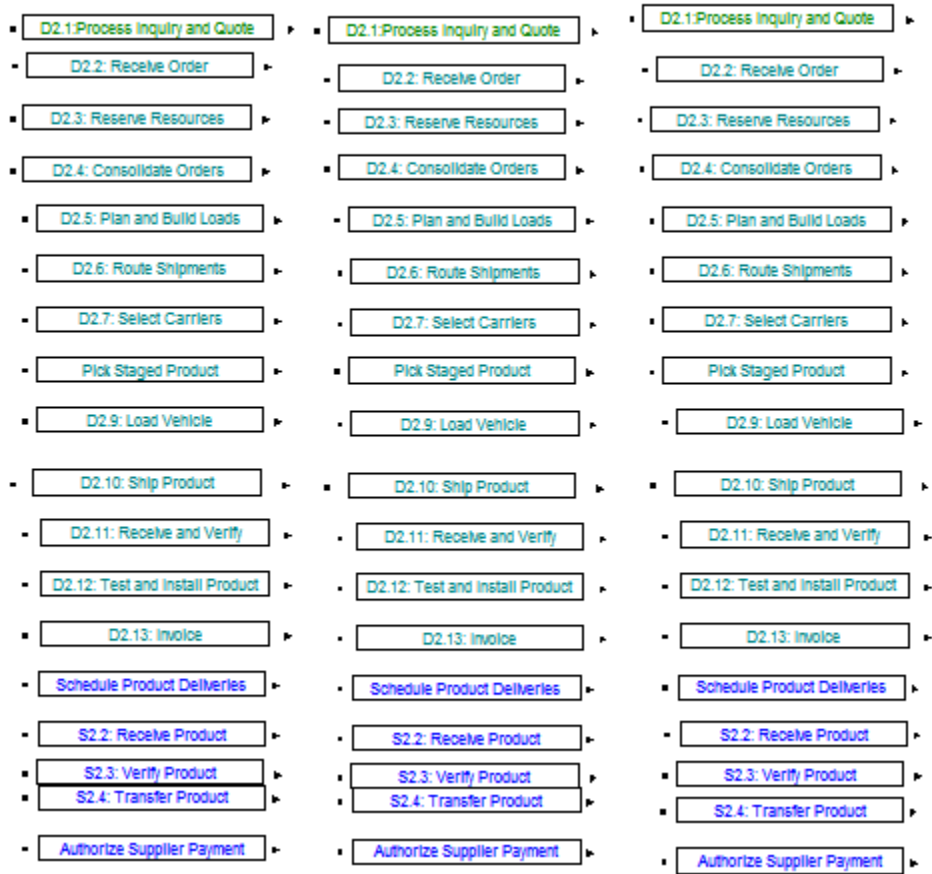 D2.1:Process Inquiry and Quote
D2.2: Receive Order
D2.3: Reserve Resources
D2.4: Consolidate Orders
D2.5: Plan and Build Loads
D2.6: Route Shipments
D2.7: Select Carriers
Pick Staged Product
D2.9: Load Vehicle
D2.10: Ship Product
D2.11: Receive and Verify
D2.12: Test and Install Product
D2.13: Invoice
Schedule Product Deliveries
S2.2: Receive Product
S2.3: Verify Product
S2.4: Transfer Product
Authorize Supplier Payment
D2.1:Process Inquiry and Quote
D2.2: Receive Order
D2.3: Reserve Resources
D2.4: Consolidate Orders
D2.5: Plan and Build Loads
D2.6: Route Shipments
D2.7: Select Carriers
Pick Staged Product
D2.9: Load Vehicle
D2.10: Ship Product
D2.11: Receive and Verify
D2.12: Test and Install Product
D2.13: Invoice
Schedule Product Deliveries
S2.2: Receive Product
S2.3: Verify Product
S2.4: Transfer Product
Authorize Supplier Payment
D2.1:Process Inquiry and Quote
D2.2: Receive Order
D2.3: Reserve Resources
D2.4: Consolidate Orders
D2.5: Plan and Build Loads
D2.6: Route Shipments
D2.7: Select Carriers
Pick Staged Product
D2.9: Load Vehicle
D2.10: Ship Product
D2.11: Receive and Verify
D2.12: Test and Install Product
D2.13: Invoice
Schedule Product Deliveries
S2.2: Receive Product
S2.3: Verify Product
S2.4: Transfer Product
Authorize Supplier Payment